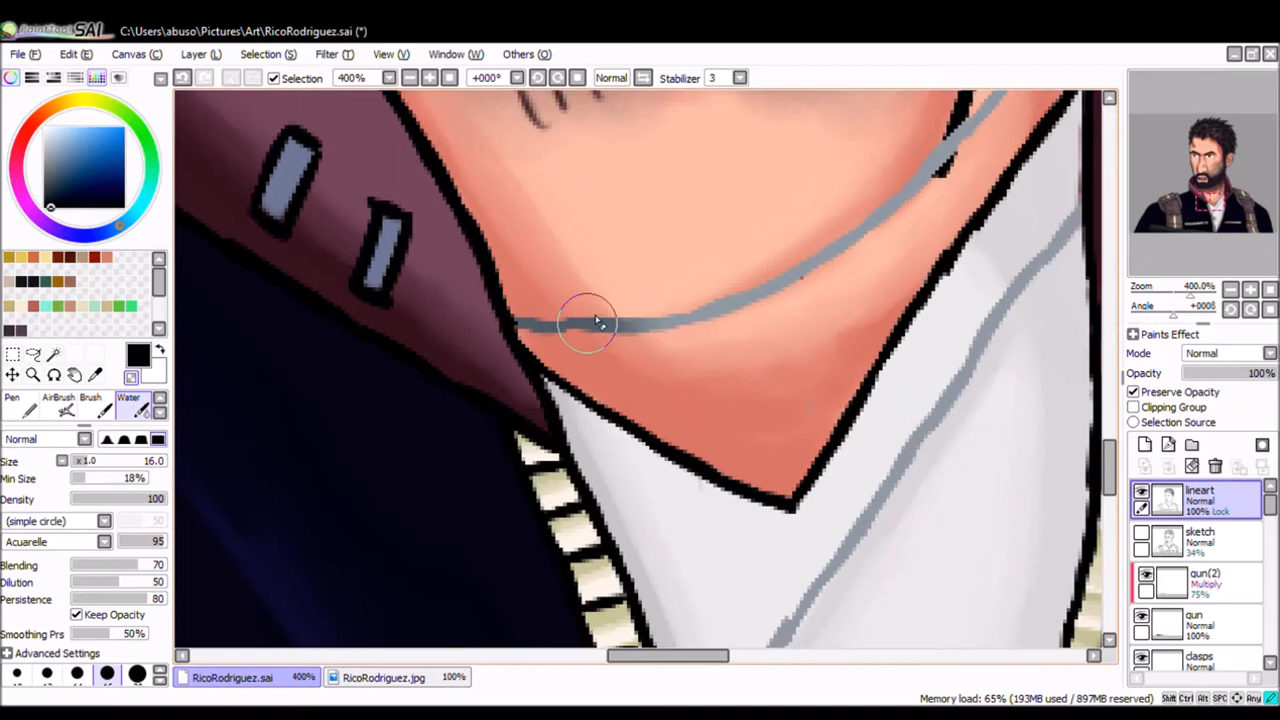 PaintTool SAI C:\Users\abuso\Pictures\Art\RicoRodriguez.sai (*)
File (F) Edit (E) Canvas (C) Layer (L) Selection (S) Filter (T) View (V) Window (W) Others (O)
Selection 400% +000° Normal Stabilizer 3
Zoom 400.0%
Angle
Paints Effect
Mode Normal
Opacity 100%
Preserve Opacity
Clipping Group
Selection Source
Pen AirBrush Brush Water
Normal
Size x 1.0 16.0
Min Size 18%
Density 100
(simple circle) 50
Acuarelle 95
Blending 70
Dilution 50
Persistence 80
Keep Opacity
Smoothing Prs 50%
Advanced Settings
lineart
Normal
100% Lock
sketch
Normal
34%
gun(2)
Multiply
75%
gun
Normal
100%
clasps
Normal
RicoRodriguez.sai 400% RicoRodriguez.jpg 100%
Memory load: 65% (193MB used / 897MB reserved) Shift Ctrl Alt SPC Any